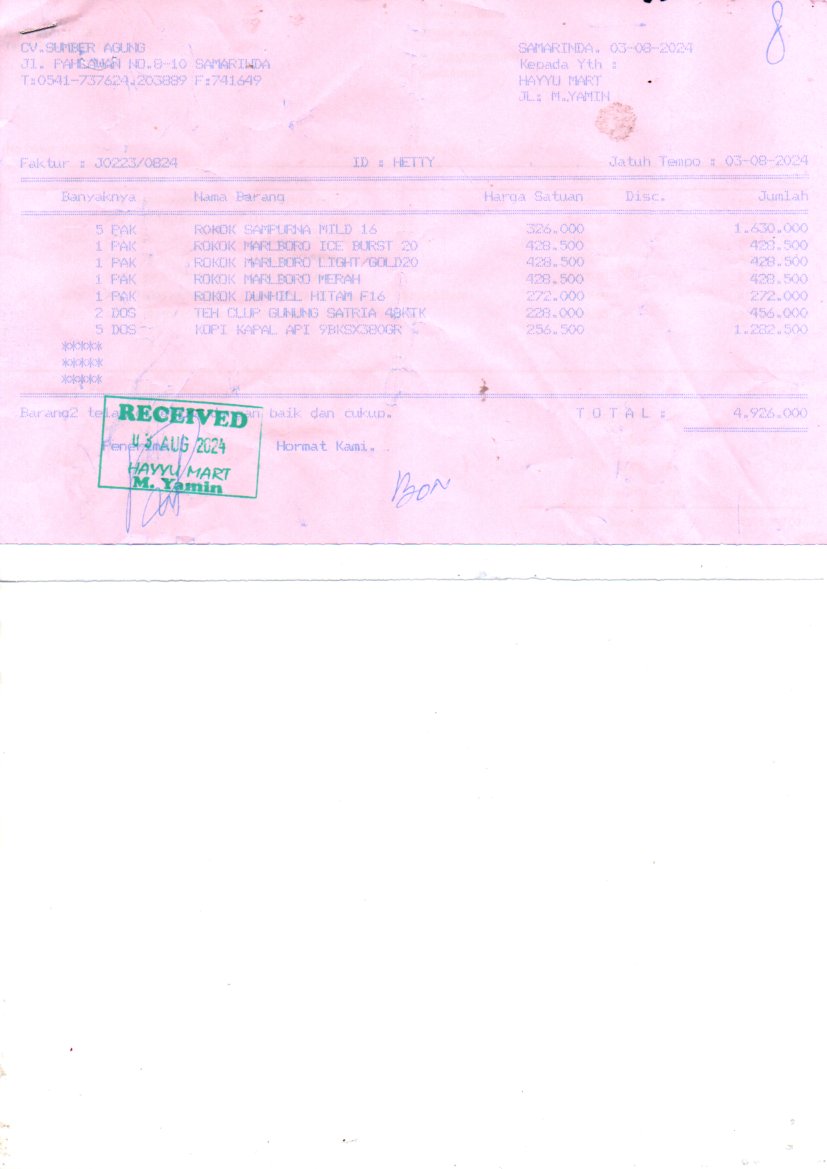 8
CV.SUMBER AGUNG
Jl. PAHLAWAN NO.8-10 SAMARINDA
T:0541-737624,203889 F:741649
SAMARINDA, 03-08-2024
Kepada Yth :
HAYYU MART
JL: M.YAMIN
Faktur : J0223/0824 ID : HETTY Jatuh Tempo : 03-08-2024
Banyaknya Nama Barang Harga Satuan Disc. Jumlah
5 PAK ROKOK SAMPURNA MILD 16 326.000 1.630.000
1 PAK ROKOK MARLBORO ICE BURST 20 428.500 428.500
1 PAK ROKOK MARLBORO LIGHT/GOLD20 428.500 428.500
1 PAK ROKOK MARLBORO MERAH 428.500 428.500
1 PAK ROKOK DUNHILL HITAM F16 272.000 272.000
2 DOS TEH CLUP GUNUNG SATRIA 48KTK 228.000 456.000
5 DOS KOPI KAPAL API 9BKSX380GR 256.500 1.282.500
*****
*****
*****
Barang2 baik dan cukup. T O T A L : 4.926.000
Hormat Kami.
RECEIVED
03 AUG 2024
HAYYU MART
M. Yamin
BON